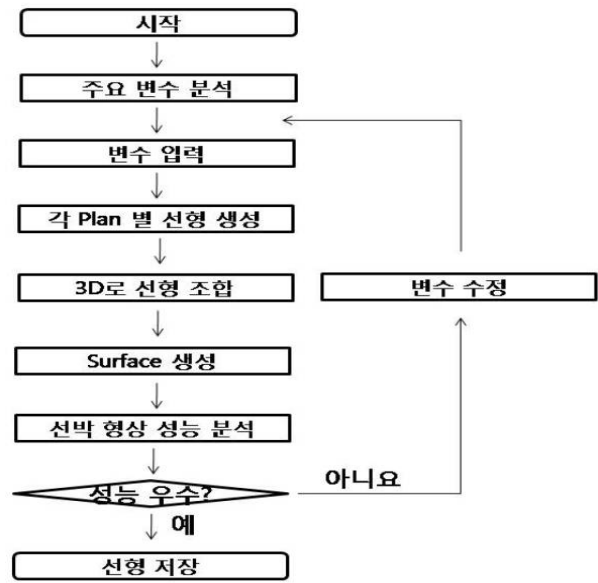 시작
주요 변수 분석
변수 입력
각 Plan 별 선형 생성
3D로 선형 조합
변수 수정
Surface 생성
선박 형상 성능 분석
성능 우수?
아니요
예
선형 저장